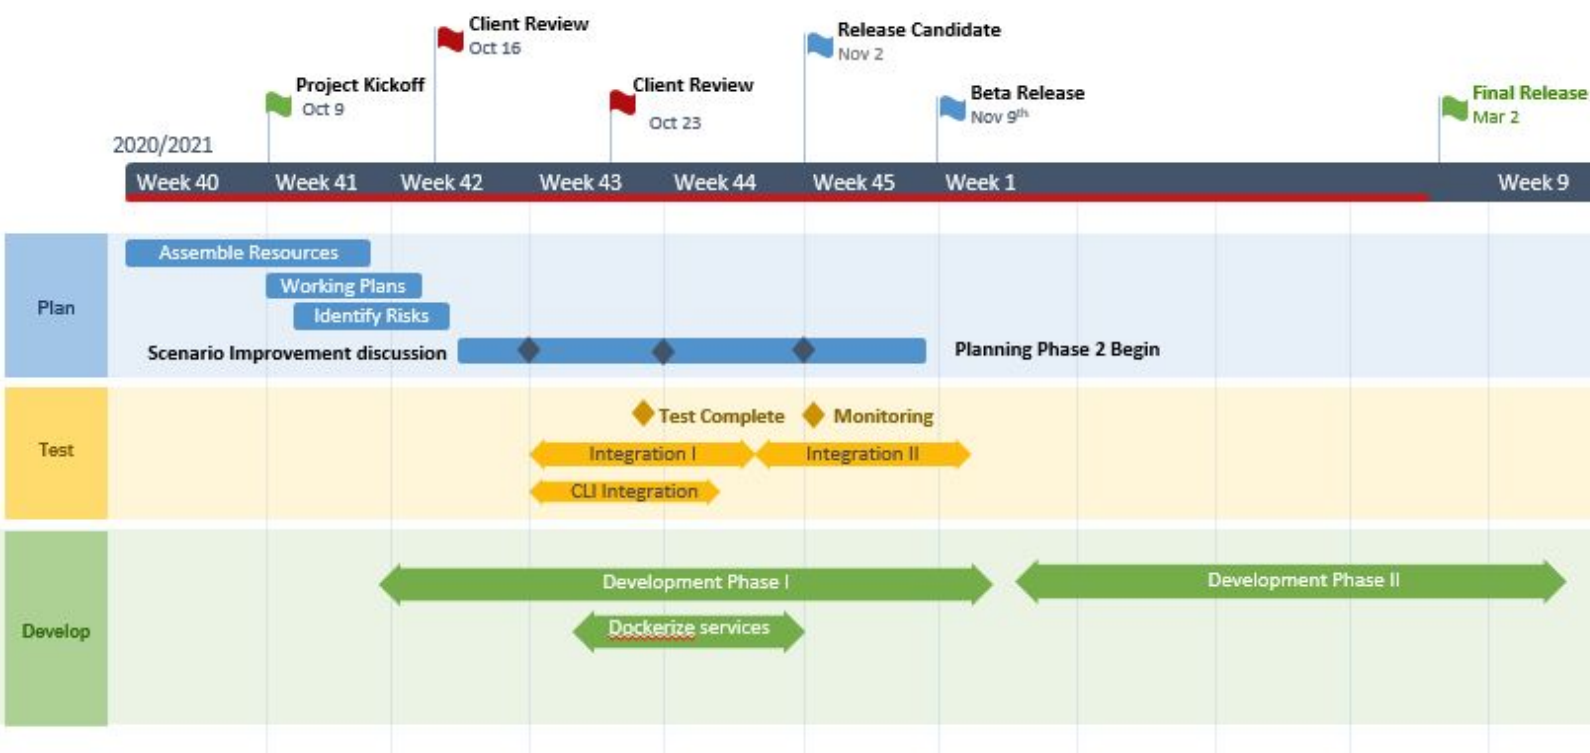 Client Review
Oct 16
Release Candidate
Nov 2
Project Kickoff
Oct 9
Client Review
Oct 23
Beta Release
Nov 9th
Final Release
Mar 2
2020/2021
Week 40 Week 41 Week 42 Week 43 Week 44 Week 45 Week 1 Week 9
Plan
Assemble Resources
Working Plans
Identify Risks
Scenario Improvement discussion
Planning Phase 2 Begin
Test
Test Complete
Monitoring
Integration I
Integration II
CLI Integration
Develop
Development Phase I
Development Phase II
Dockerize services